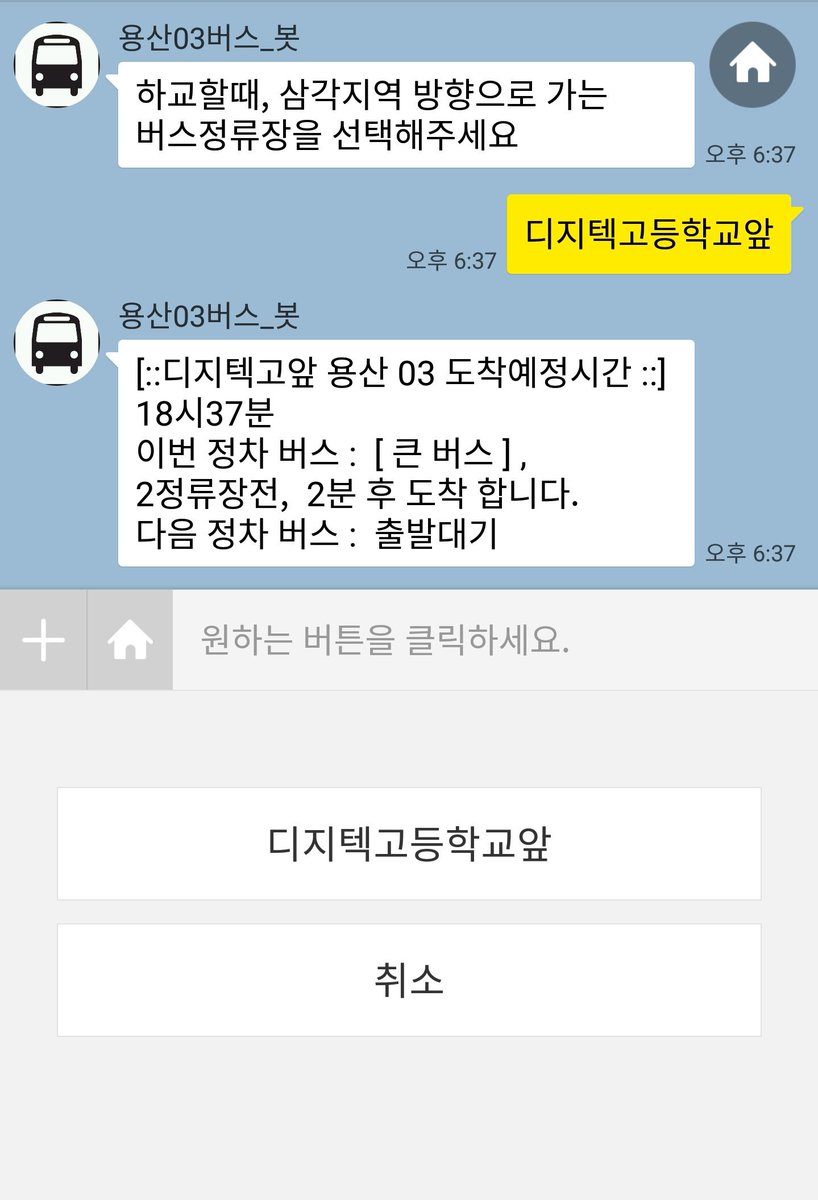 용산03버스_봇
하교할때, 삼각지역 방향으로 가는
버스정류장을 선택해주세요
오후 6:37
디지텍고등학교앞
오후 6:37
용산03버스_봇
[::디지텍고앞 용산 03 도착예정시간 ::]
18시37분
이번 정차 버스 : [ 큰 버스 ] ,
2정류장전, 2분 후 도착 합니다.
다음 정차 버스 : 출발대기
오후 6:37
원하는 버튼을 클릭하세요.
디지텍고등학교앞
취소